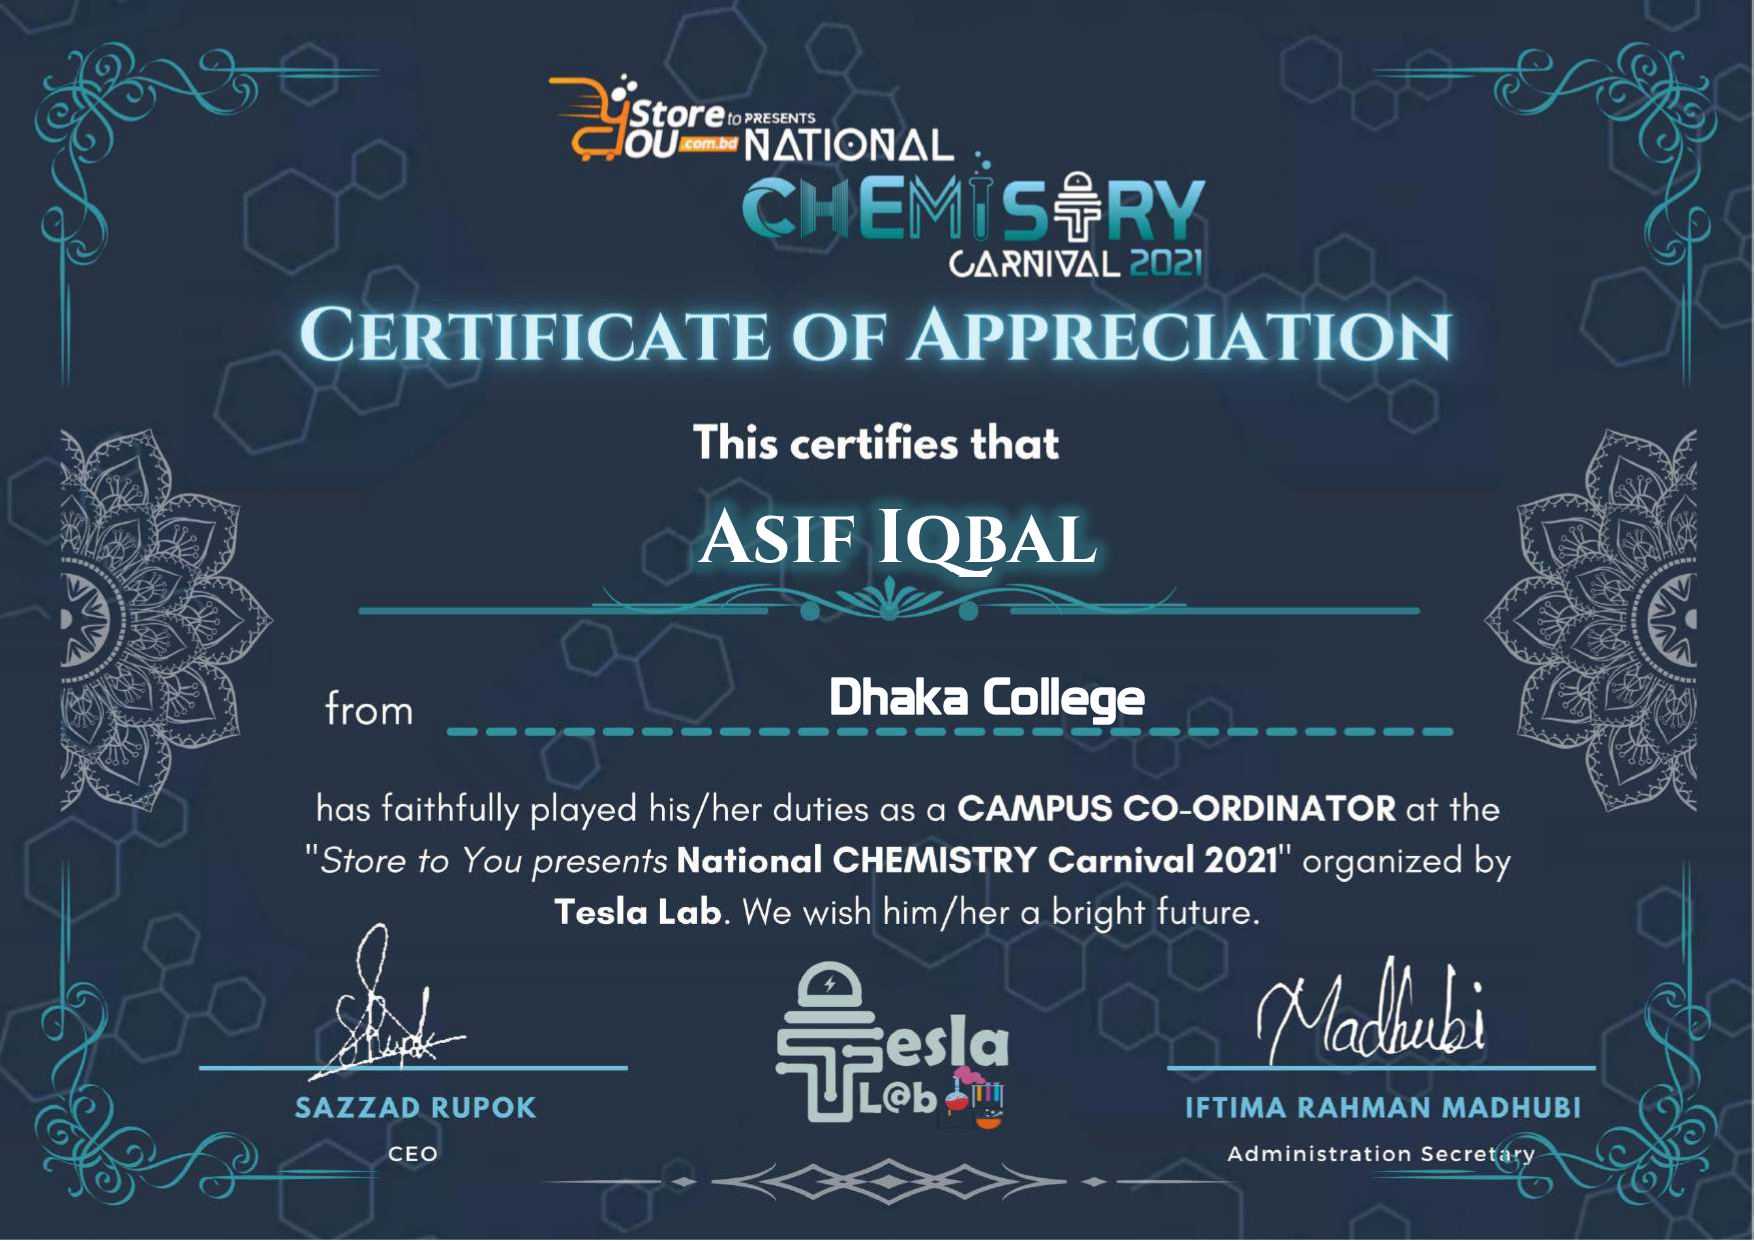 Store to PRESENTS
YOU .com.bd NATIONAL
CHEMISTRY
CARNIVAL 2021
CERTIFICATE OF APPRECIATION
This certifies that
ASIF IQBAL
from Dhaka College
has faithfully played his/her duties as a CAMPUS CO-ORDINATOR at the
"Store to You presents National CHEMISTRY Carnival 2021" organized by
Tesla Lab. We wish him/her a bright future.
Rupok
Madhubi
Tesla
L@b
SAZZAD RUPOK
IFTIMA RAHMAN MADHUBI
CEO
Administration Secretary